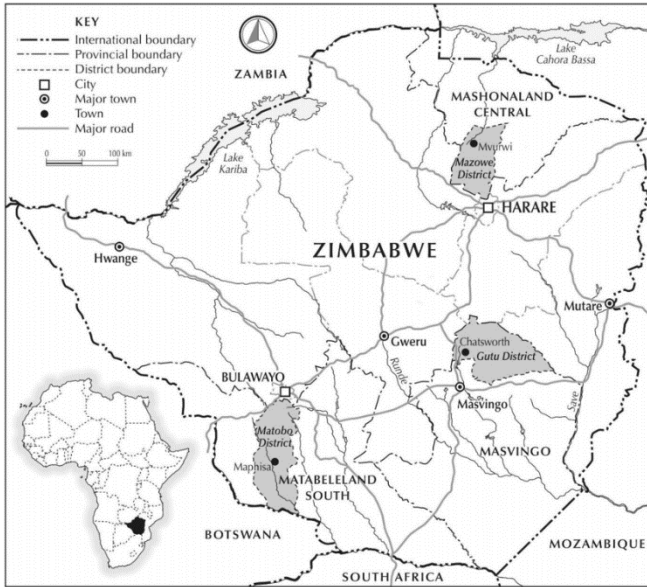 KEY
International boundary
Provincial boundary
District boundary
City
Major town
Town
Major road
0 50 100 km
ZAMBIA
Lake
Cahora Bassa
MASHONALAND
CENTRAL
Mvurwi
Mazowe
District
Lake
Kariba
HARARE
ZIMBABWE
Hwange
Mutare
Chatsworth
Gutu District
Gweru
Runde
Save
BULAWAYO
Masvingo
Matobo
District
MASVINGO
Maphisa
MATABELELAND
SOUTH
BOTSWANA
MOZAMBIQUE
SOUTH AFRICA